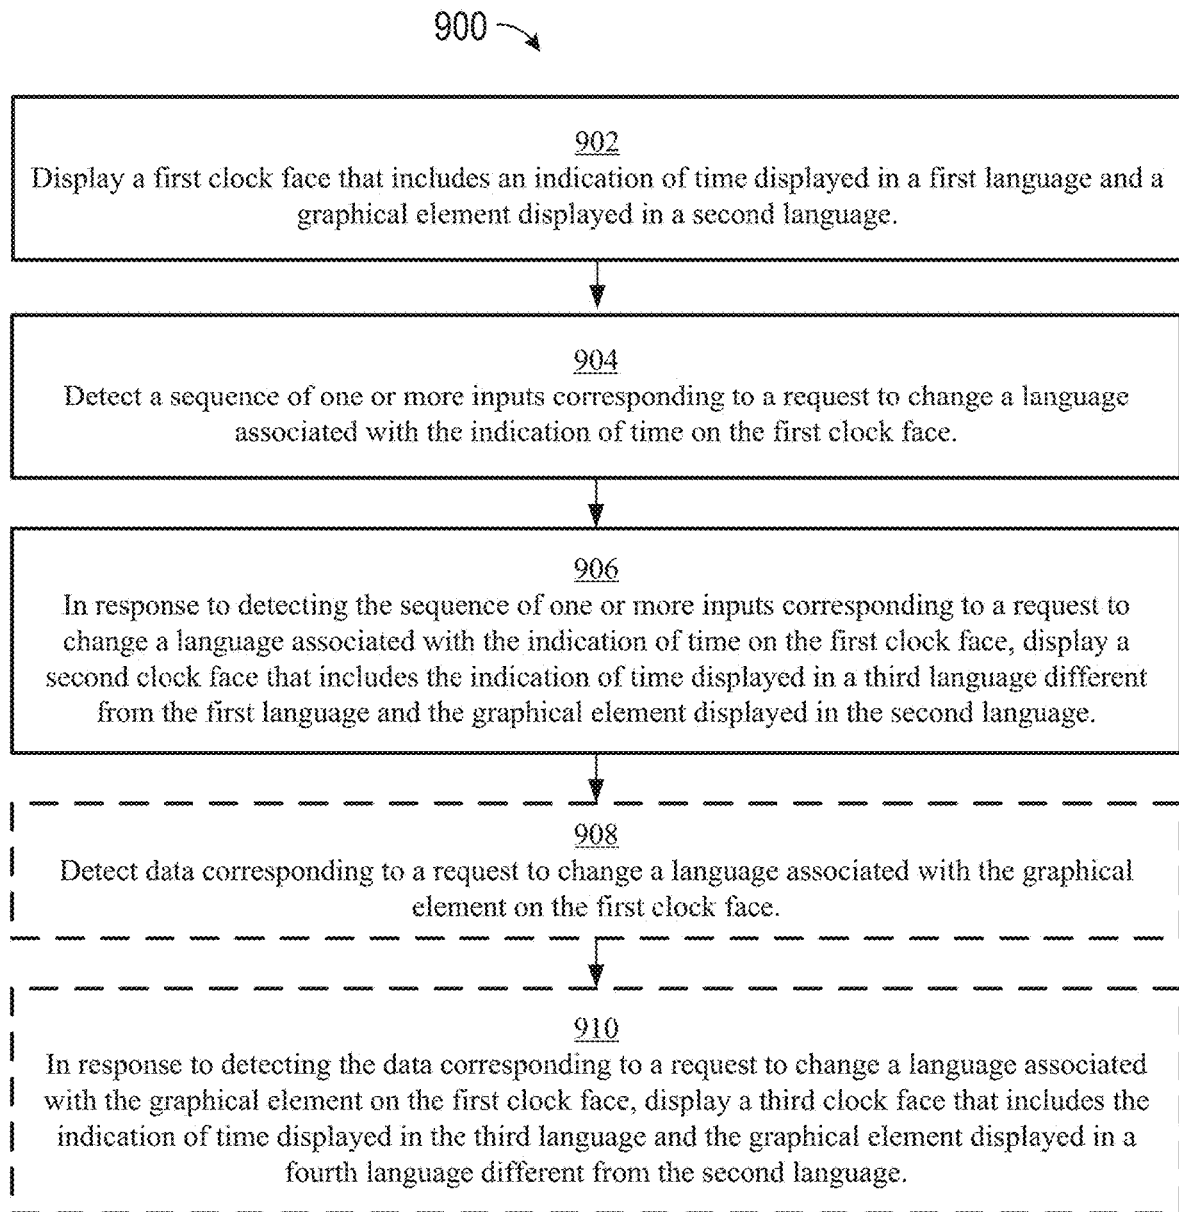 900
902
Display a first clock face that includes an indication of time displayed in a first language and a
graphical element displayed in a second language.
904
Detect a sequence of one or more inputs corresponding to a request to change a language
associated with the indication of time on the first clock face.
906
In response to detecting the sequence of one or more inputs corresponding to a request to
change a language associated with the indication of time on the first clock face, display a
second clock face that includes the indication of time displayed in a third language different
from the first language and the graphical element displayed in the second language.
908
Detect data corresponding to a request to change a language associated with the graphical
element on the first clock face.
910
In response to detecting the data corresponding to a request to change a language associated
with the graphical element on the first clock face, display a third clock face that includes the
indication of time displayed in the third language and the graphical element displayed in a
fourth language different from the second language.